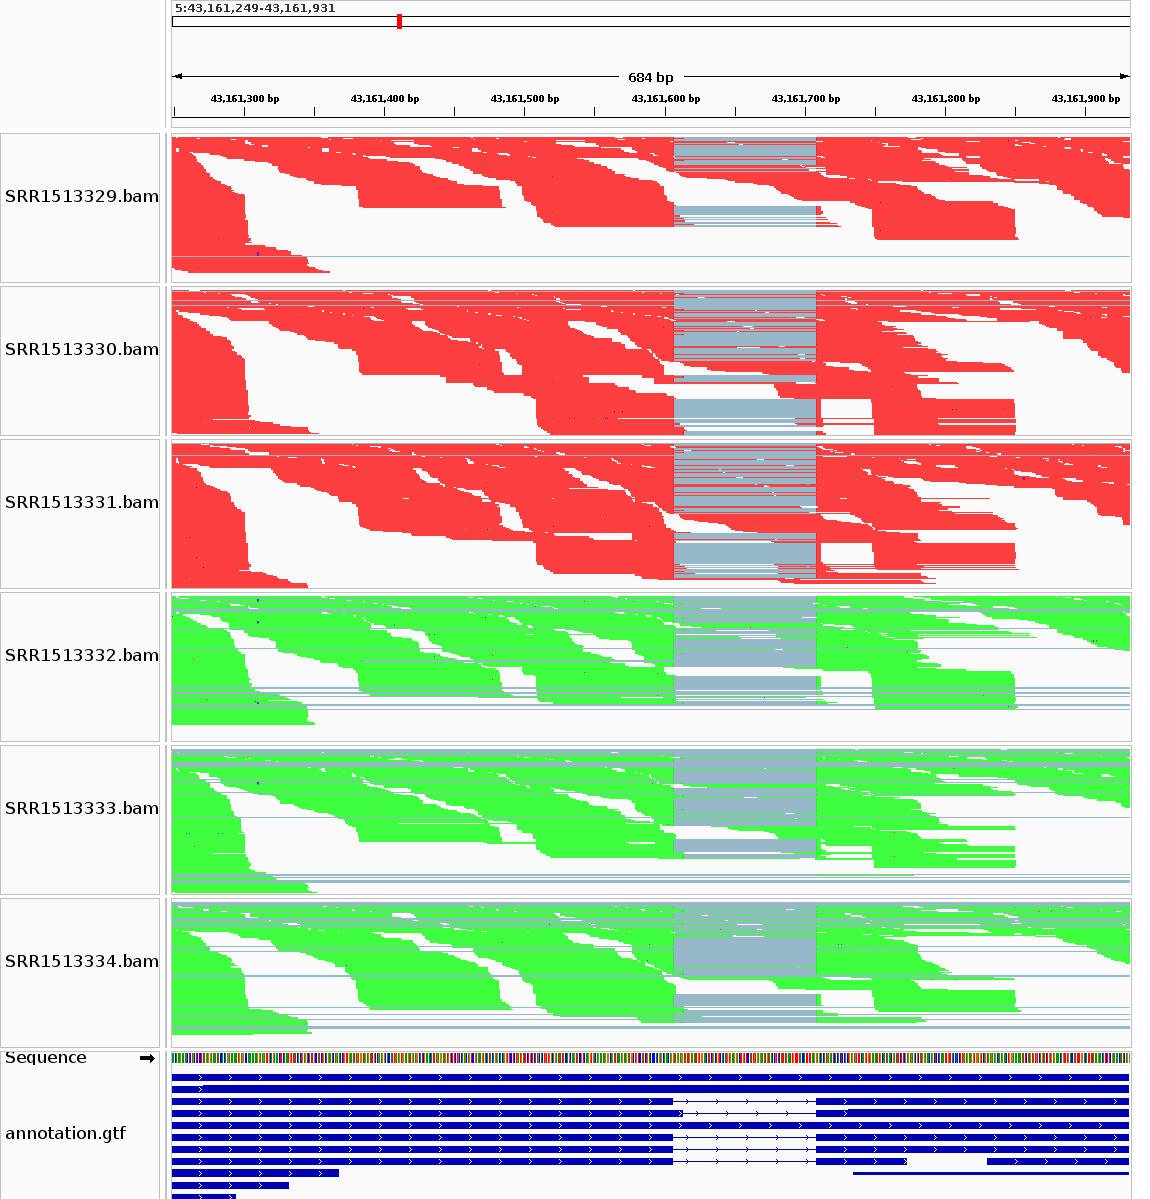 5:43,161,249-43,161,931
684 bp
43,161,300 bp 43,161,400 bp 43,161,500 bp 43,161,600 bp 43,161,700 bp 43,161,800 bp 43,161,900 bp
SRR1513329.bam
SRR1513330.bam
SRR1513331.bam
SRR1513332.bam
SRR1513333.bam
SRR1513334.bam
Sequence
annotation.gtf